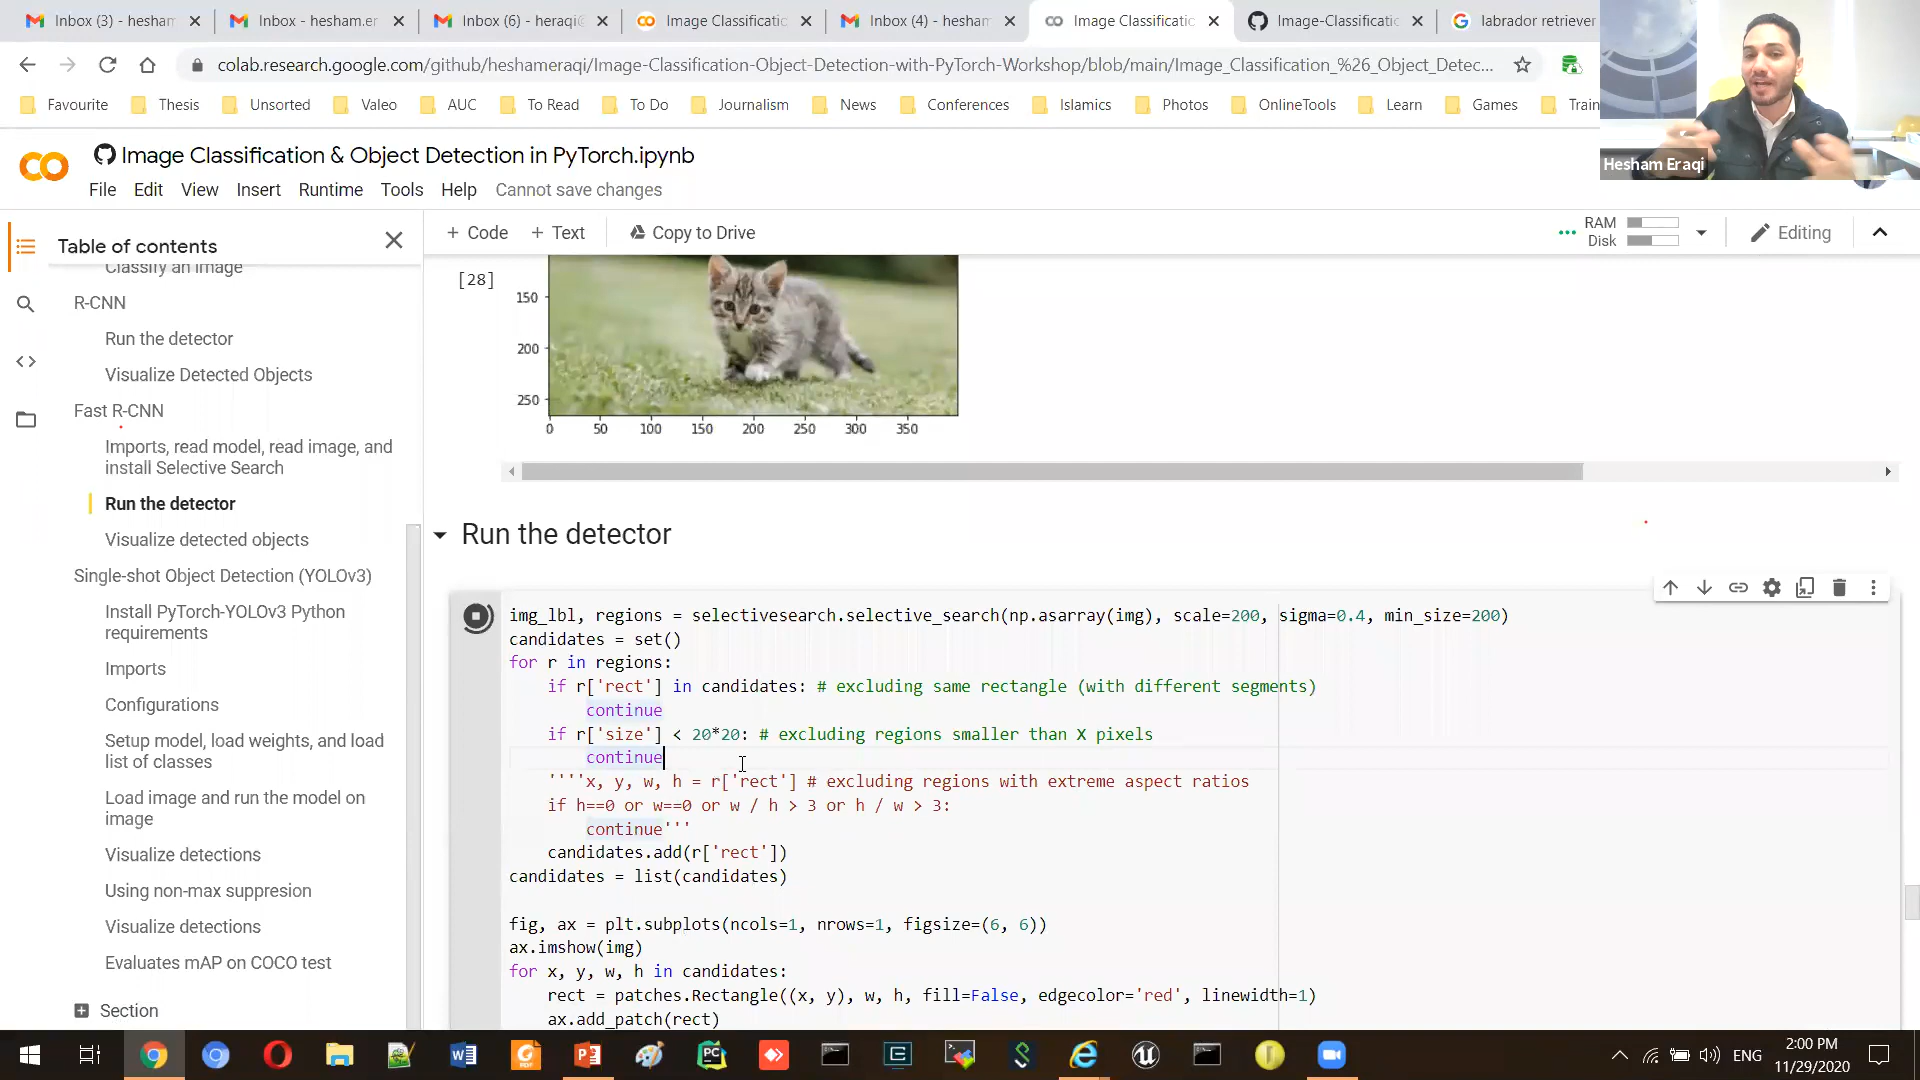 Inbox (3) - hesham
Inbox - hesham.er
Inbox (6) - heraqi@
Image Classificatio
Inbox (4) - hesham
Image Classificatio
Image-Classificatio
labrador retriever
colab.research.google.com/github/heshameraqi/Image-Classification-Object-Detection-with-PyTorch-Workshop/blob/main/Image_Classification_%26_Object_Detec...
Favourite Thesis Unsorted Valeo AUC To Read To Do Journalism News Conferences Islamics Photos OnlineTools Learn Games Train
Hesham Eraqi
Image Classification & Object Detection in PyTorch.ipynb
File Edit View Insert Runtime Tools Help Cannot save changes
+ Code + Text Copy to Drive
RAM
Disk
Editing
Table of contents
Classify an image
R-CNN
Run the detector
Visualize Detected Objects
Fast R-CNN
Imports, read model, read image, and
install Selective Search
Run the detector
Visualize detected objects
Single-shot Object Detection (YOLOv3)
Install PyTorch-YOLOv3 Python
requirements
Imports
Configurations
Setup model, load weights, and load
list of classes
Load image and run the model on
image
Visualize detections
Using non-max suppresion
Visualize detections
Evaluates mAP on COCO test
Section
[28]
150
200
250
0 50 100 150 200 250 300 350
Run the detector
img_lbl, regions = selectivesearch.selective_search(np.asarray(img), scale=200, sigma=0.4, min_size=200)
candidates = set()
for r in regions:
if r['rect'] in candidates: # excluding same rectangle (with different segments)
continue
if r['size'] < 20*20: # excluding regions smaller than X pixels
continue
''''x, y, w, h = r['rect'] # excluding regions with extreme aspect ratios
if h==0 or w==0 or w / h > 3 or h / w > 3:
continue'''
candidates.add(r['rect'])
candidates = list(candidates)
fig, ax = plt.subplots(ncols=1, nrows=1, figsize=(6, 6))
ax.imshow(img)
for x, y, w, h in candidates:
rect = patches.Rectangle((x, y), w, h, fill=False, edgecolor='red', linewidth=1)
ax.add_patch(rect)
ENG
2:00 PM
11/29/2020